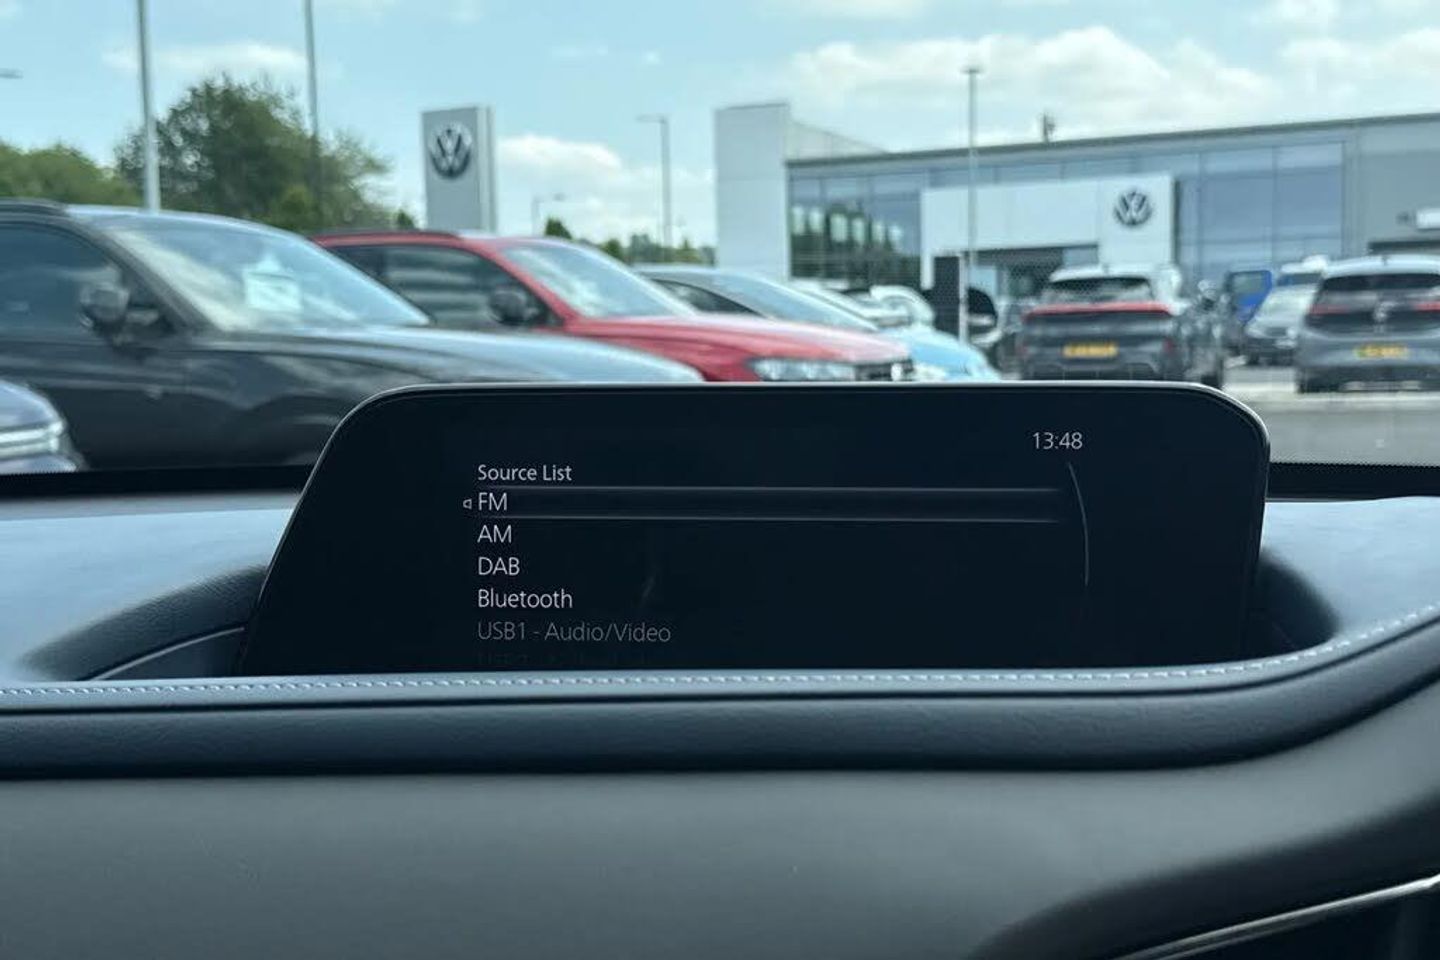 13:48
Source List
FM
AM
DAB
Bluetooth
USB1 - Audio/Video